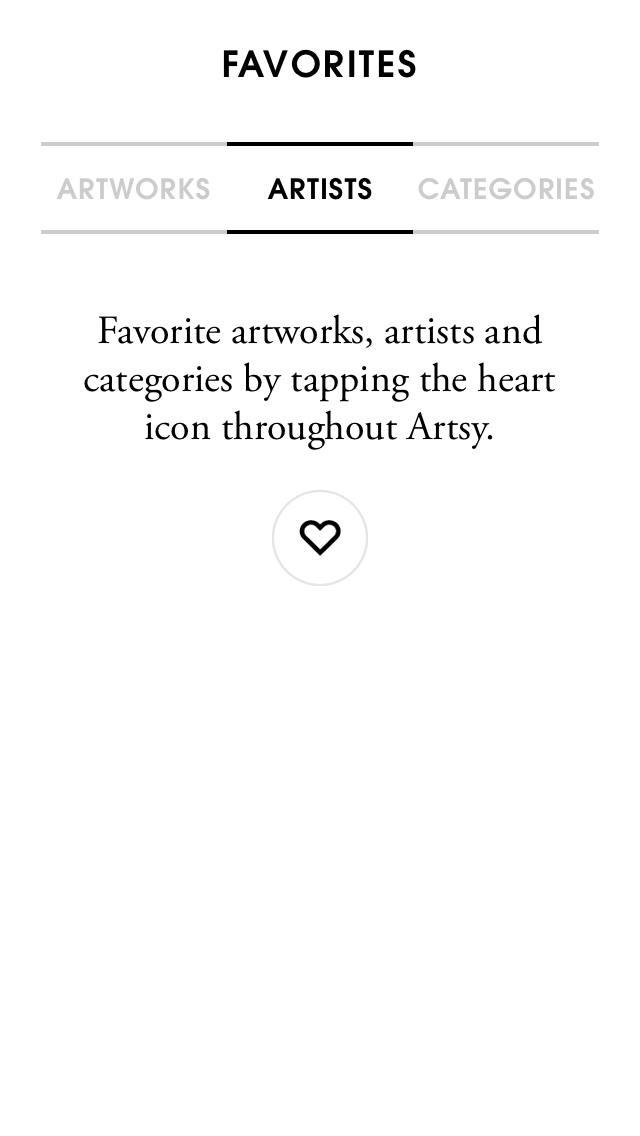 FAVORITES
ARTWORKS ARTISTS CATEGORIES
Favorite artworks, artists and
categories by tapping the heart
icon throughout Artsy.